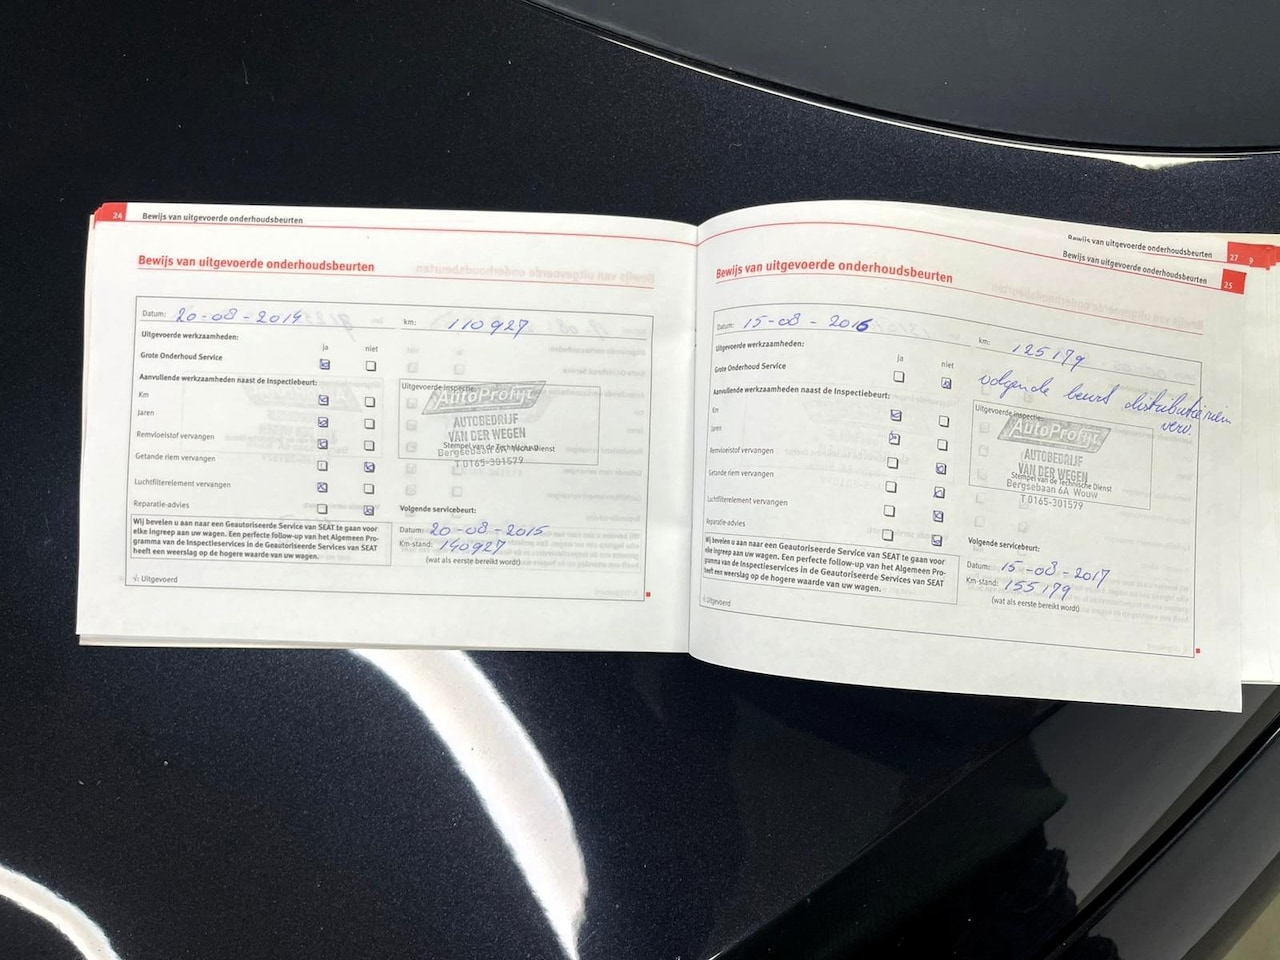 24 Bewijs van uitgevoerde onderhoudsbeurten
Bewijs van uitgevoerde onderhoudsbeurten
Datum: 20-08-2014 km: 110927
Uitgevoerde werkzaamheden:
ja niet
Grote Onderhoud Service
Aanvullende werkzaamheden naast de Inspectiebeurt:
Km
Jaren
Remvloeistof vervangen
Getande riem vervangen
Luchtfilterelement vervangen
Reparatie-advies
Wij bevelen u aan naar een Geautoriseerde Service van SEAT te gaan voor
elke ingreep aan uw wagen. Een perfecte follow-up van het Algemeen Pro-
gramma van de Inspectieservices in de Geautoriseerde Services van SEAT
heeft een weerslag op de hogere waarde van uw wagen.
√: Uitgevoerd
Uitgevoerde inspectie:
AutoProfijt
AUTOBEDRIJF
VAN DER WEGEN
Stempel van de Technische Dienst
Bergsebaan 6A Wouw
T 0165-301579
Volgende servicebeurt:
Datum: 20-08-2015
Km-stand: 140927
(wat als eerste bereikt wordt)
Bewijs van uitgevoerde onderhoudsbeurten 27 9
Bewijs van uitgevoerde onderhoudsbeurten 25
Bewijs van uitgevoerde onderhoudsbeurten
Datum: 15-08-2016 km: 125179
Uitgevoerde werkzaamheden:
ja niet
Grote Onderhoud Service
Aanvullende werkzaamheden naast de Inspectiebeurt:
Km
Jaren
Remvloeistof vervangen
Getande riem vervangen
Luchtfilterelement vervangen
Reparatie-advies
Wij bevelen u aan naar een Geautoriseerde Service van SEAT te gaan voor
elke ingreep aan uw wagen. Een perfecte follow-up van het Algemeen Pro-
gramma van de Inspectieservices in de Geautoriseerde Services van SEAT
heeft een weerslag op de hogere waarde van uw wagen.
√: Uitgevoerd
volgende beurt distributieriem
verv.
Uitgevoerde inspectie:
AutoProfijt
AUTOBEDRIJF
VAN DER WEGEN
Stempel van de Technische Dienst
Bergsebaan 6A Wouw
T 0165-301579
Volgende servicebeurt:
Datum: 15-08-2017
Km-stand: 155179
(wat als eerste bereikt wordt)